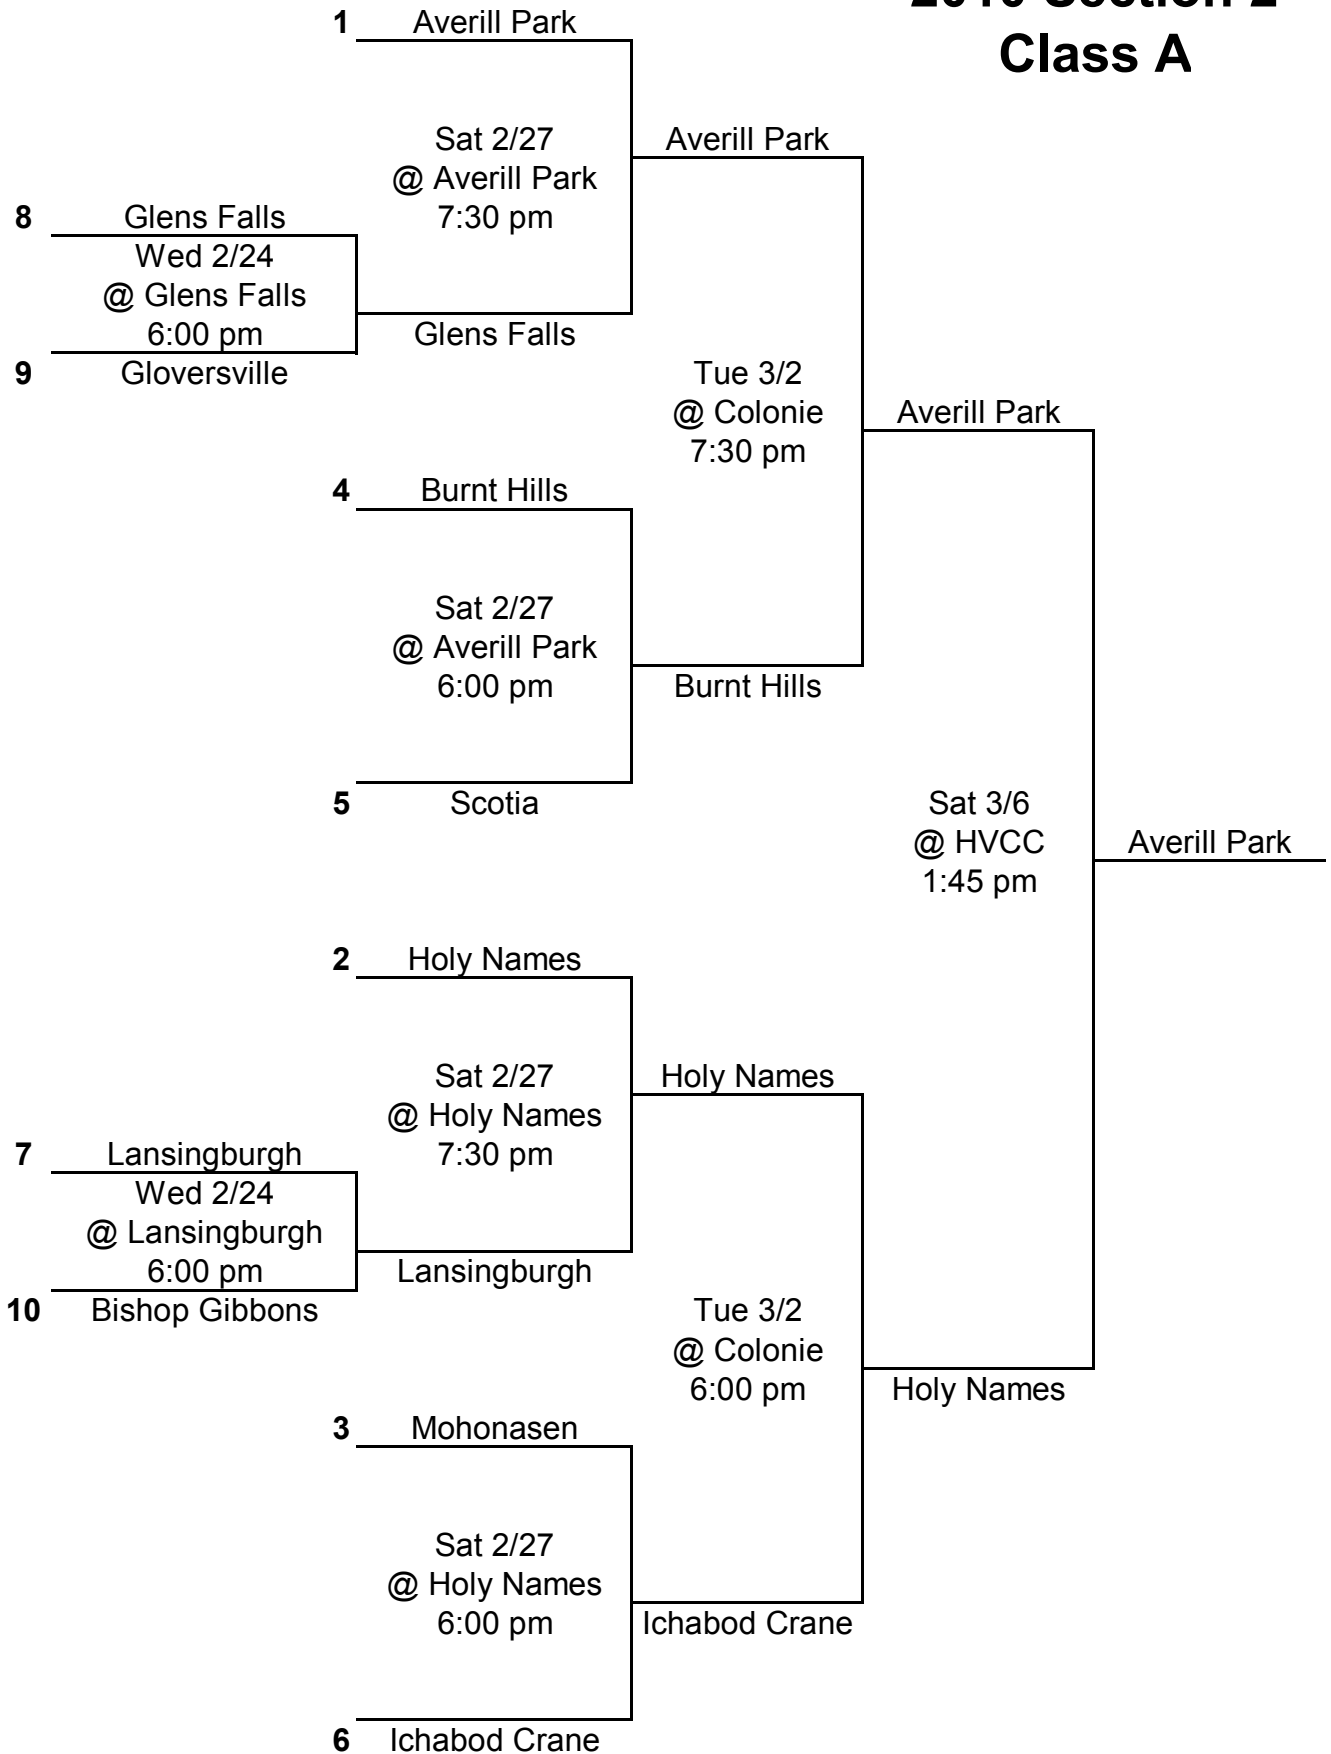 2010 Section 2
Class A
1 Averill Park
Sat 2/27
@ Averill Park
7:30 pm
Averill Park
8 Glens Falls
Wed 2/24
@ Glens Falls
6:00 pm
Glens Falls
9 Gloversville
Tue 3/2
@ Colonie
7:30 pm
Averill Park
4 Burnt Hills
Sat 2/27
@ Averill Park
6:00 pm
Burnt Hills
5 Scotia
Sat 3/6
@ HVCC
1:45 pm
Averill Park
2 Holy Names
Sat 2/27
@ Holy Names
7:30 pm
Holy Names
7 Lansingburgh
Wed 2/24
@ Lansingburgh
6:00 pm
Lansingburgh
10 Bishop Gibbons
Tue 3/2
@ Colonie
6:00 pm
Holy Names
3 Mohonasen
Sat 2/27
@ Holy Names
6:00 pm
Ichabod Crane
6 Ichabod Crane